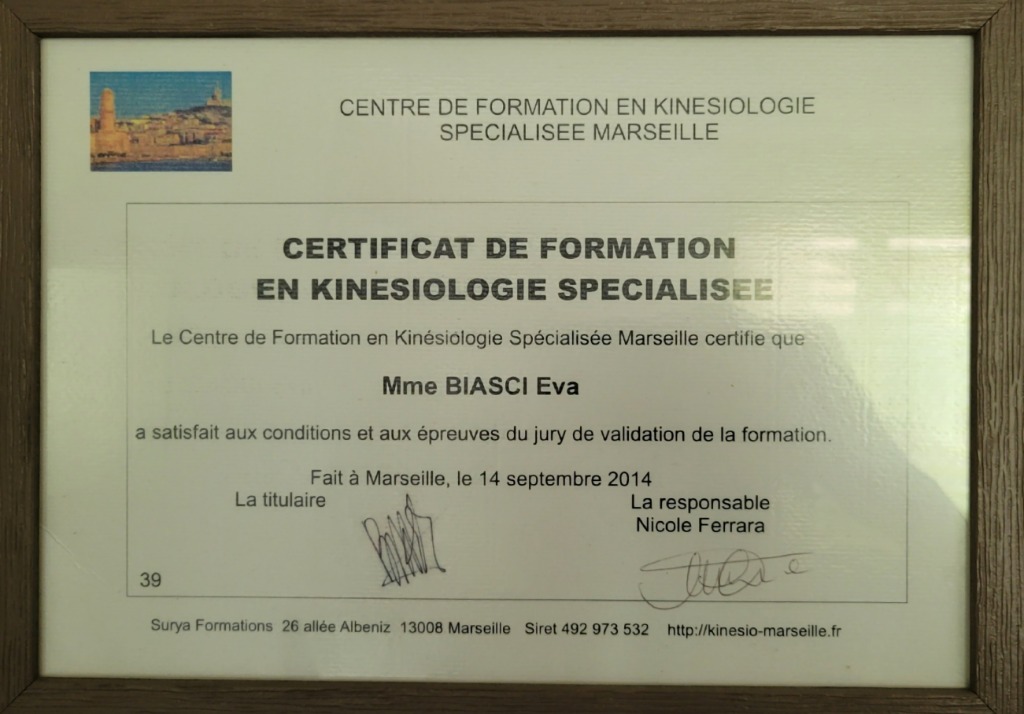 CENTRE DE FORMATION EN KINESIOLOGIE
SPECIALISEE MARSEILLE
CERTIFICAT DE FORMATION
EN KINESIOLOGIE SPECIALISEE
Le Centre de Formation en Kinésiologie Spécialisée Marseille certifie que
Mme BIASCI Eva
a satisfait aux conditions et aux épreuves du jury de validation de la formation.
Fait à Marseille, le 14 septembre 2014
La titulaire
La responsable
Nicole Ferrara
39
Surya Formations 26 allée Albeniz 13008 Marseille Siret 492 973 532 http://kinesio-marseille.fr